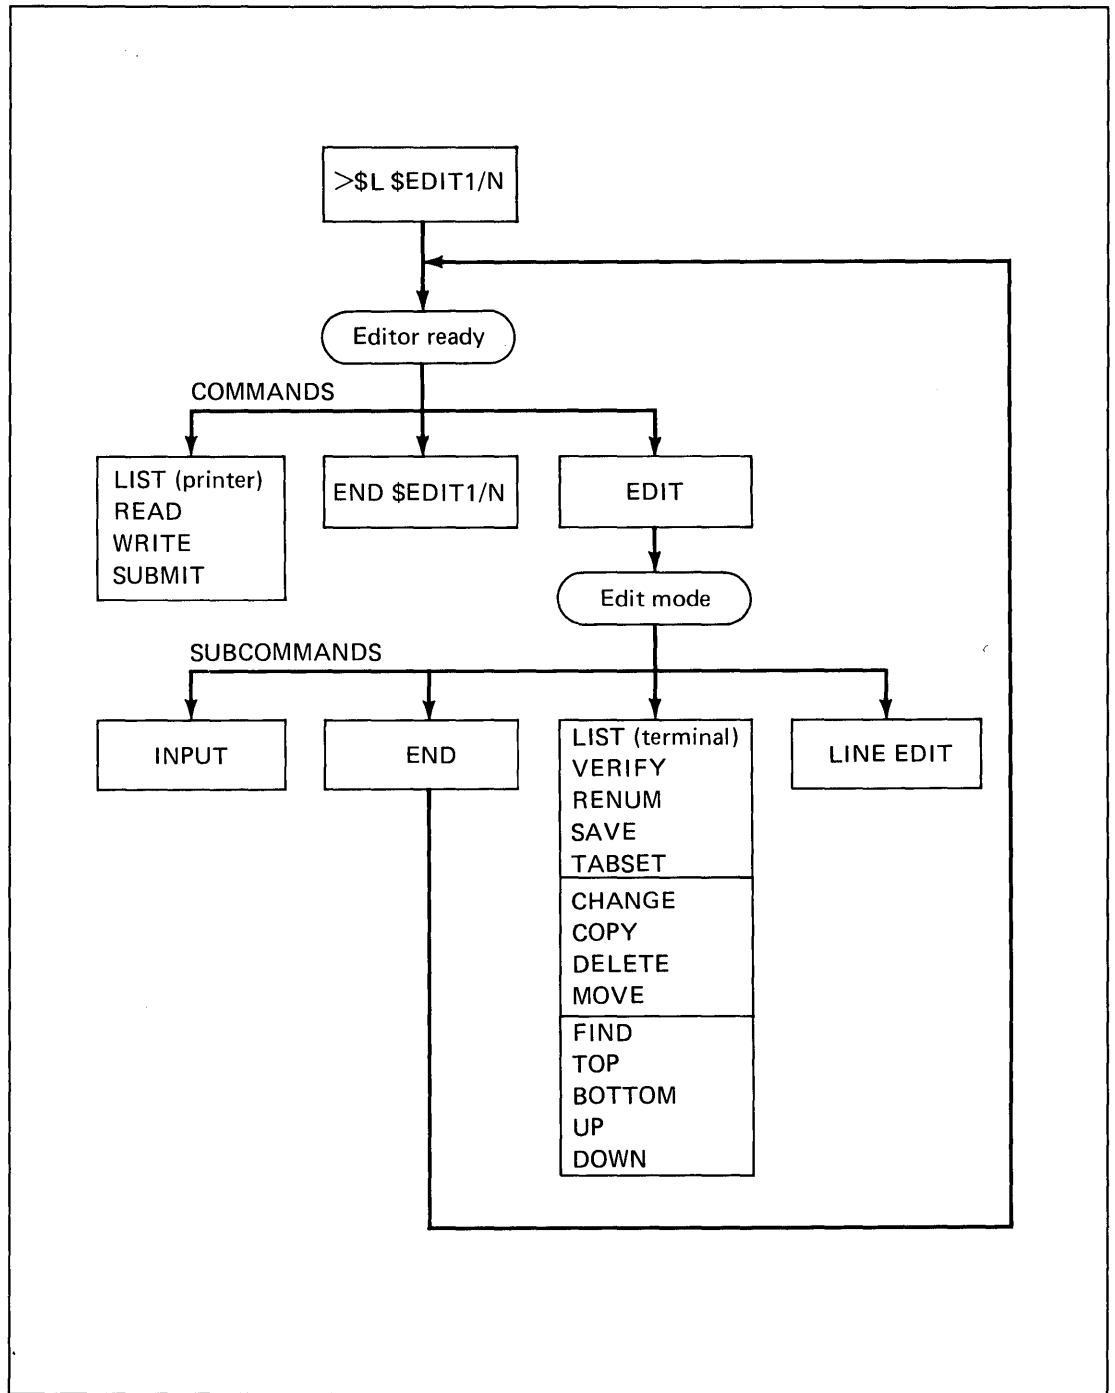 >$L $EDIT1/N
Editor ready
COMMANDS
LIST (printer)
READ
WRITE
SUBMIT
END $EDIT1/N
EDIT
Edit mode
SUBCOMMANDS
INPUT
END
LIST (terminal)
VERIFY
RENUM
SAVE
TABSET
CHANGE
COPY
DELETE
MOVE
FIND
TOP
BOTTOM
UP
DOWN
LINE EDIT